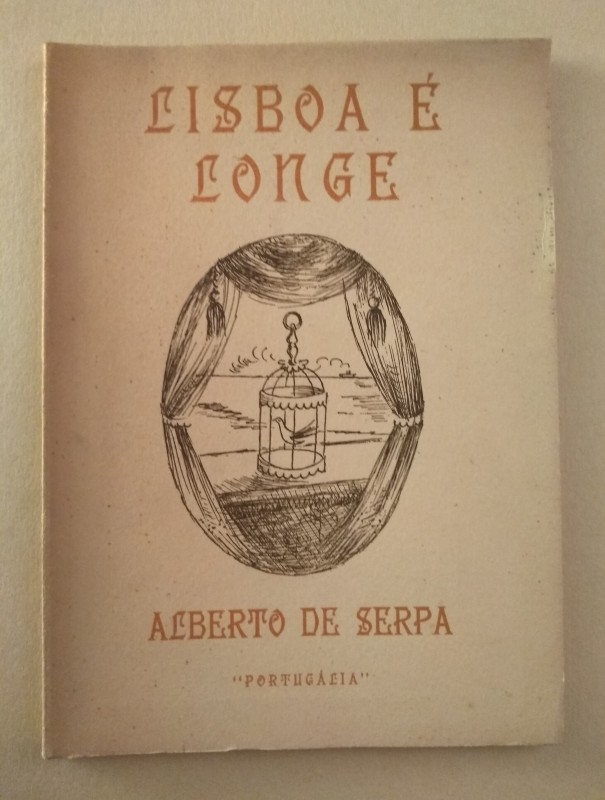 LISBOA É
LONGE
ALBERTO DE SERPA
"PORTUGÁLIA"